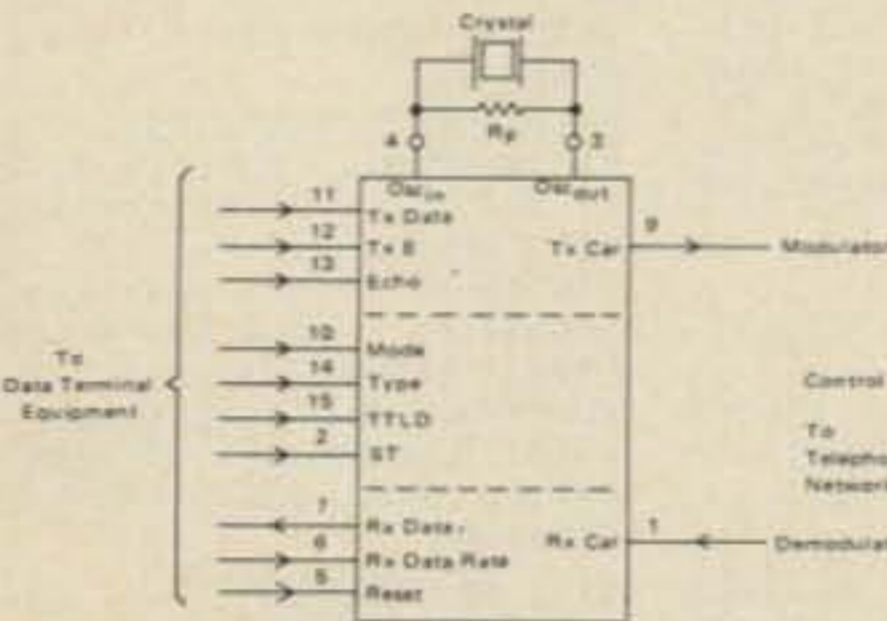 Crystal
Rp
4
3
Osc in
Osc out
11
Tx Data
12
Tx E
13
Echo
9
Tx Car
Modulator
10
Mode
14
Type
15
TTLD
2
ST
To
Data Terminal
Equipment
Control
To
Telepho
Network
7
Rx Data
6
Rx Data Rate
5
Reset
Rx Car
1
Demodulat